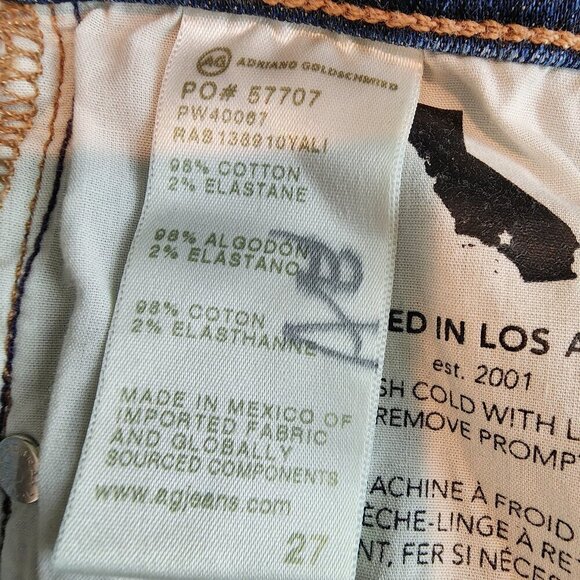 AG ADRIANO GOLDSCHMIED
PO# 57707
PW40067
RAS138910YALI
98% COTTON
2% ELASTANE
98% ALGODON
2% ELASTANO
98% COTON
2% ELASTHANNE
MADE IN MEXICO OF
IMPORTED FABRIC
AND GLOBALLY
SOURCED COMPONENTS
www.agjeans.com
27
ED IN LOS A
est. 2001
SH COLD WITH L
REMOVE PROMP
ACHINE À FROID
ÈCHE-LINGE À RE
NT, FER SI NÉCES